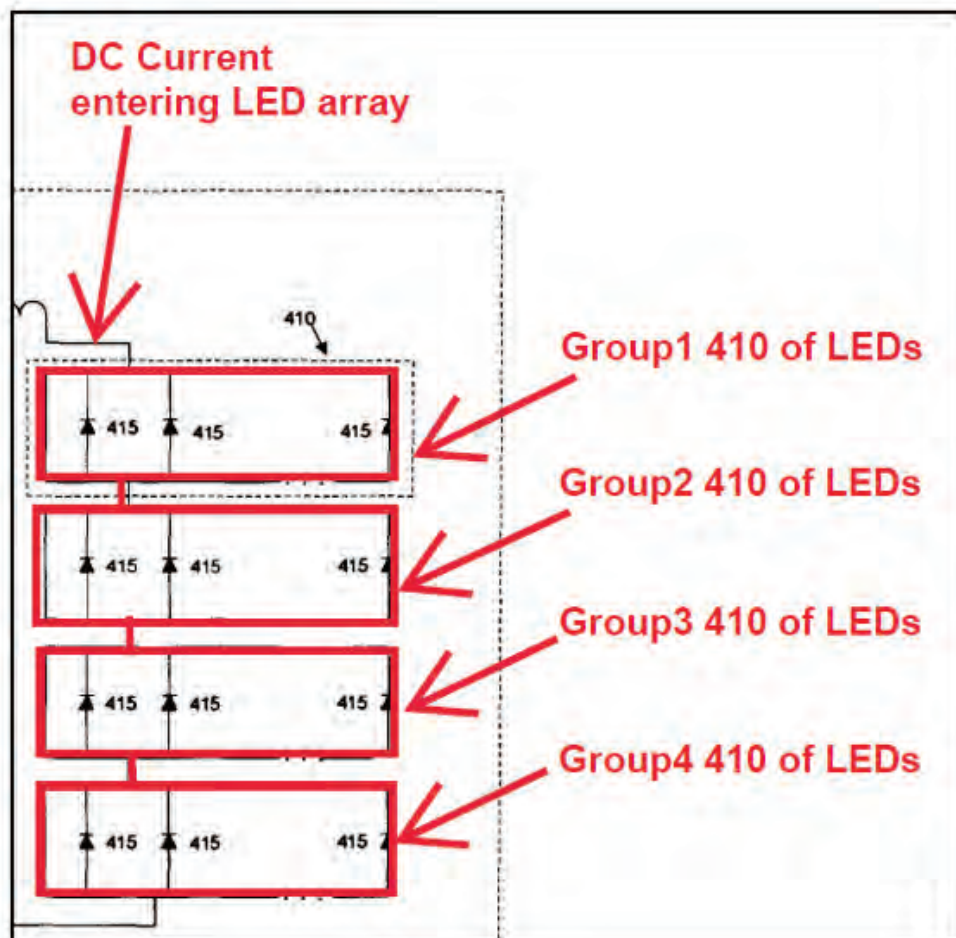 DC Current
entering LED array
410
Group1 410 of LEDs
415 415 415
Group2 410 of LEDs
415 415 415
Group3 410 of LEDs
415 415 415
Group4 410 of LEDs
415 415 415